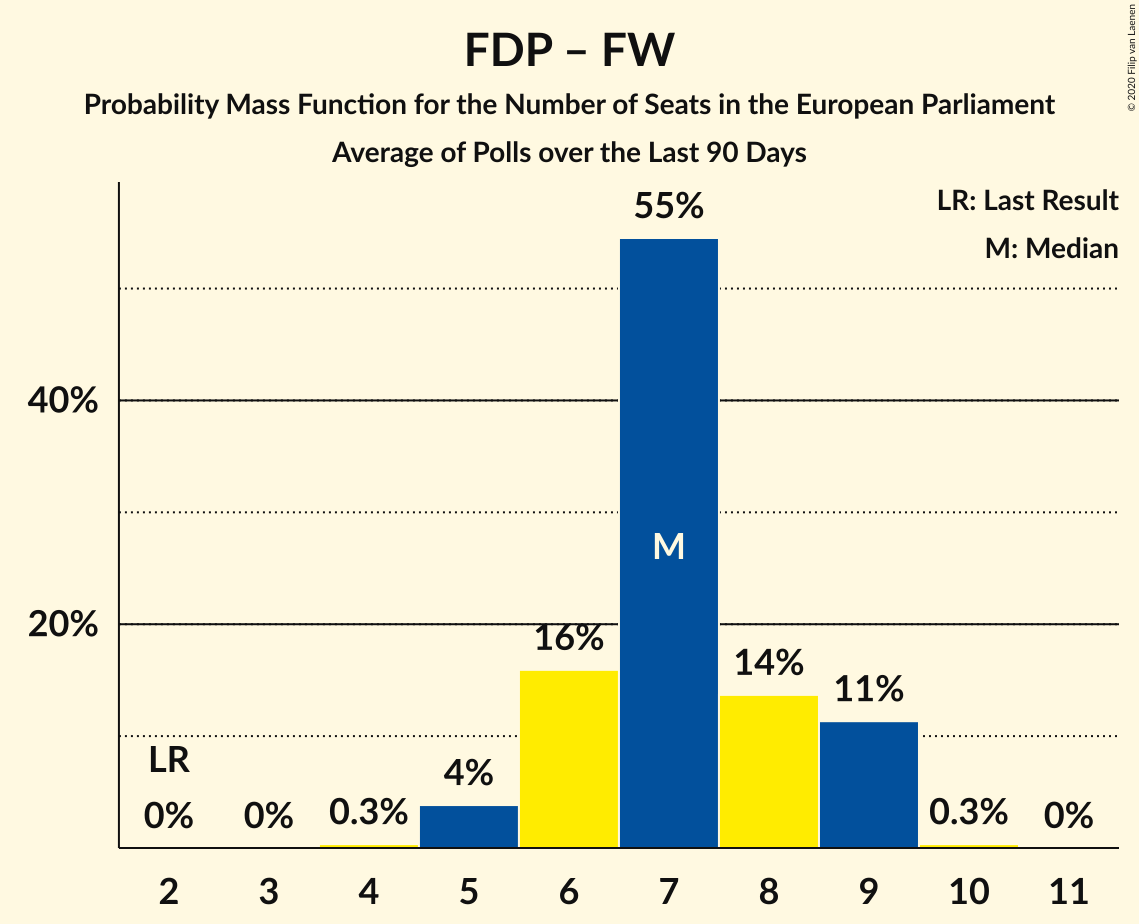 FDP – FW
Probability Mass Function for the Number of Seats in the European Parliament
Average of Polls over the Last 90 Days
© 2020 Filip van Laenen
LR: Last Result
M: Median
55%
40%
M
20%
16%
14%
11%
LR
4%
0%
0%
0.3%
0.3%
0%
2 3 4 5 6 7 8 9 10 11